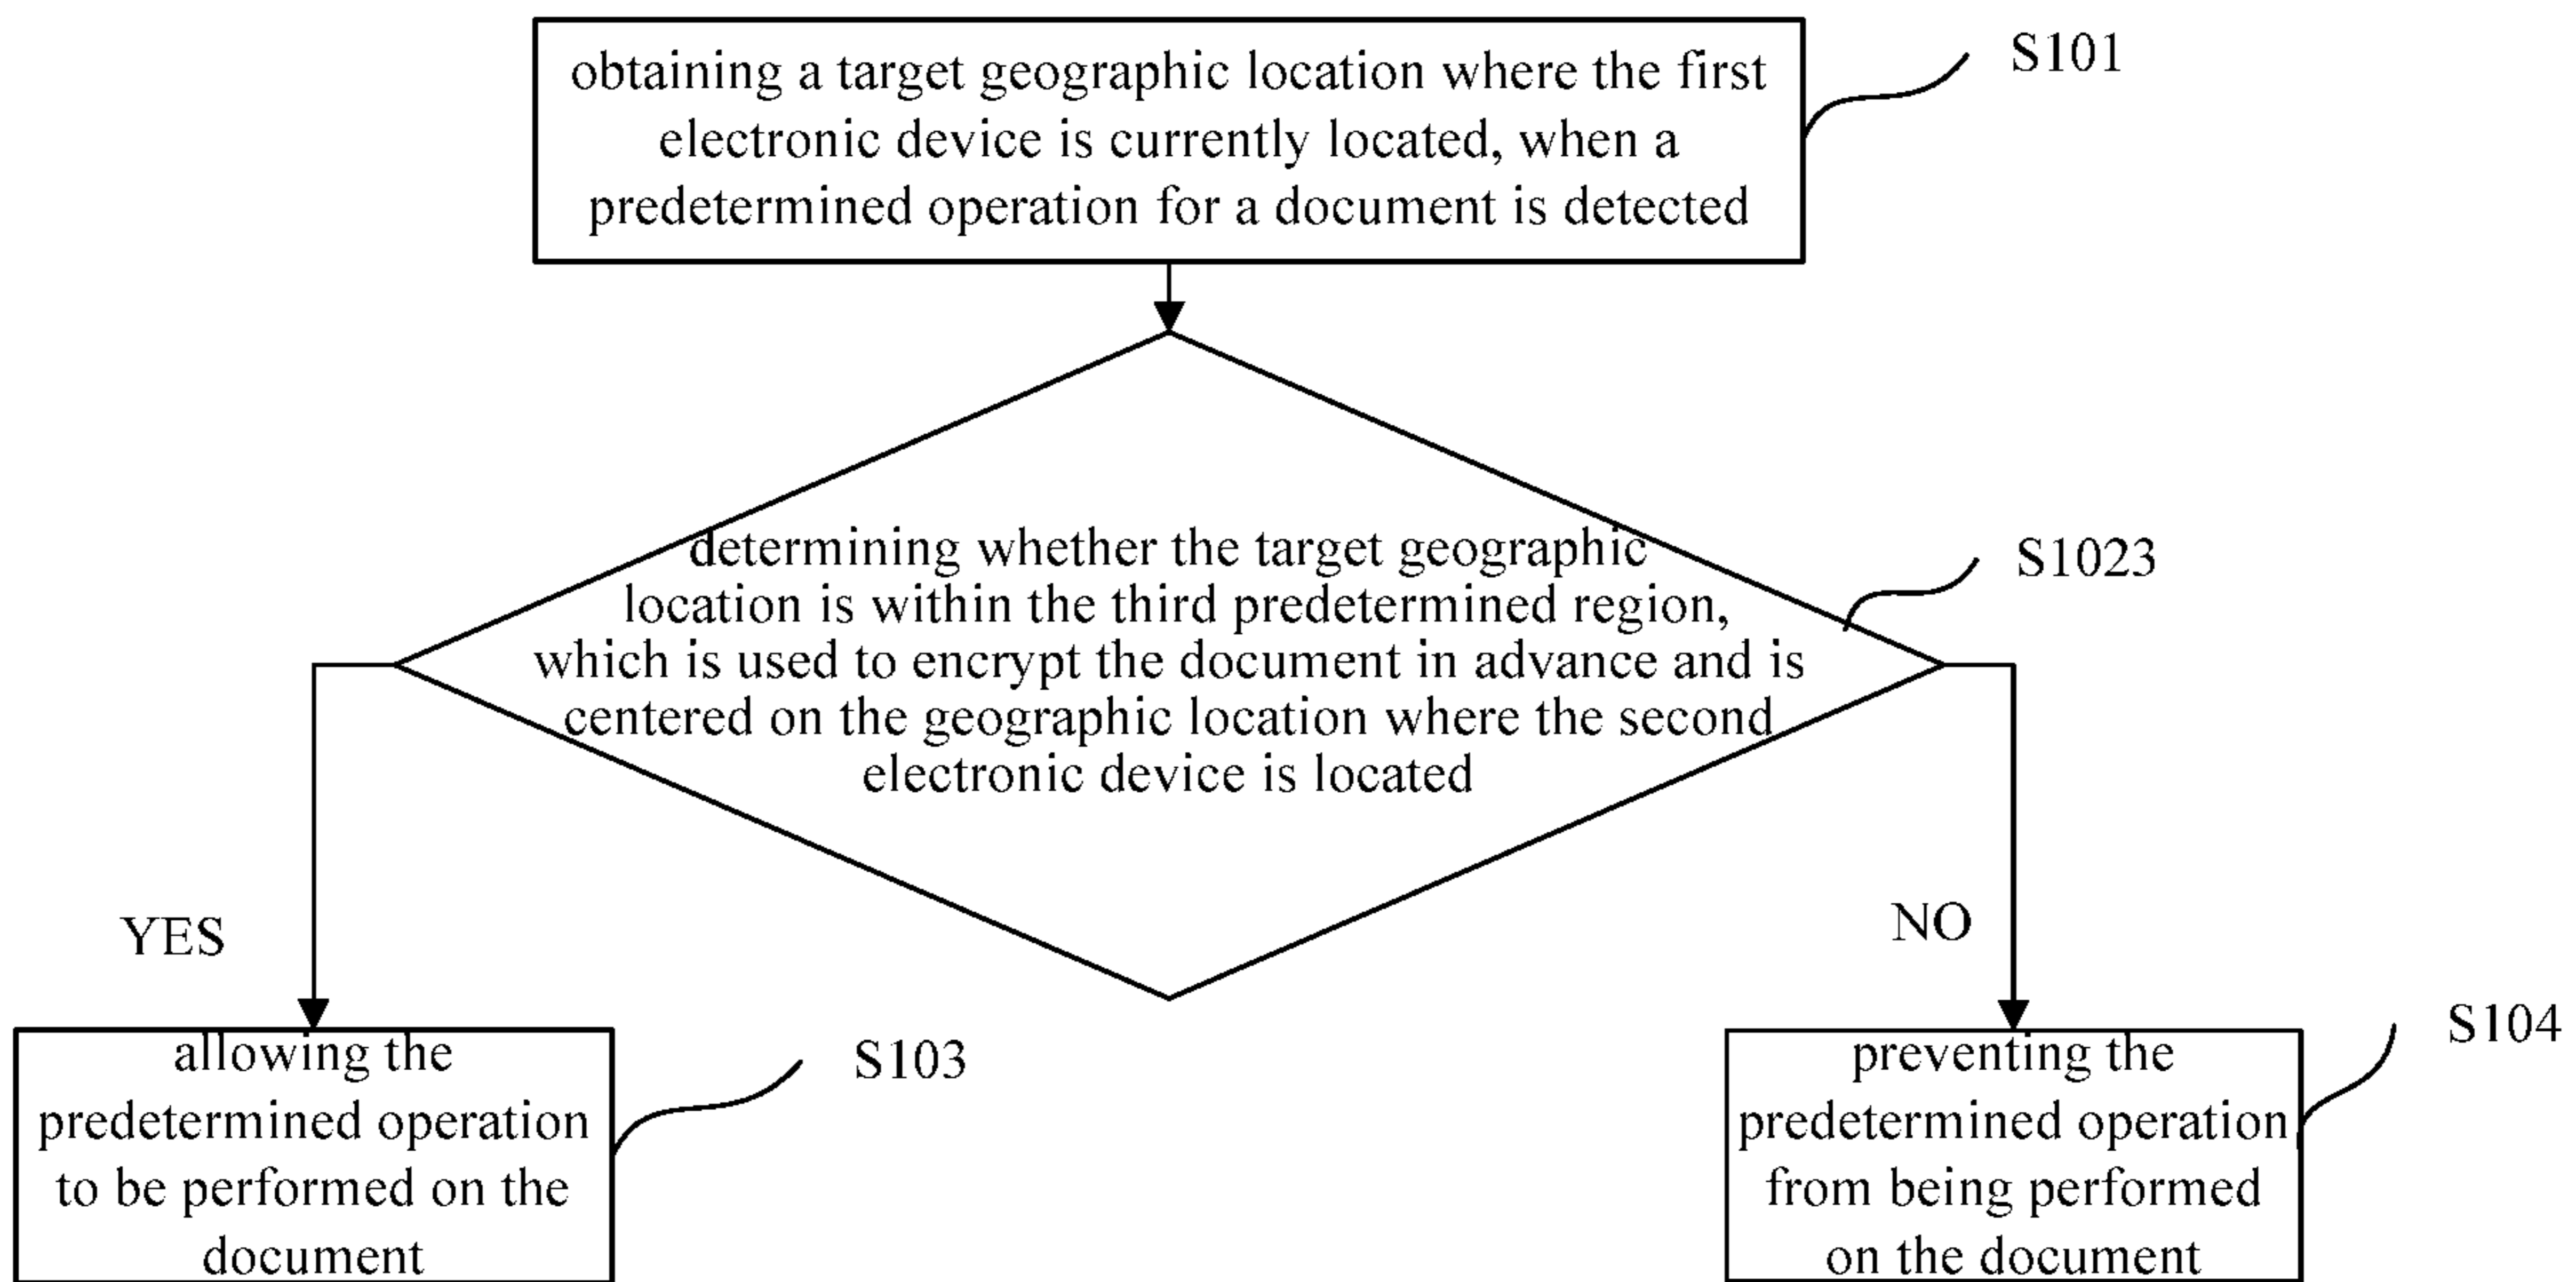 obtaining a target geographic location where the first
electronic device is currently located, when a
predetermined operation for a document is detected
S101
determining whether the target geographic
location is within the third predetermined region,
which is used to encrypt the document in advance and is
centered on the geographic location where the second
electronic device is located
S1023
YES
NO
allowing the
predetermined operation
to be performed on the
document
S103
preventing the
predetermined operation
from being performed
on the document
S104